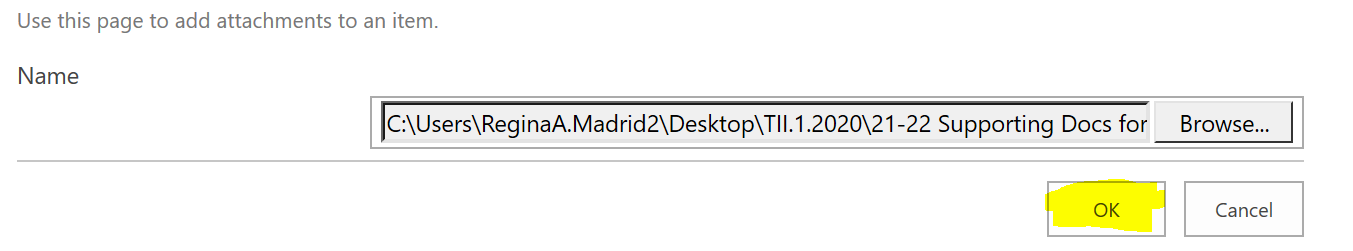 Use this page to add attachments to an item.
Name
C:\Users\ReginaA.Madrid2\Desktop\TII.1.2020\21-22 Supporting Docs for
Browse...
OK
Cancel